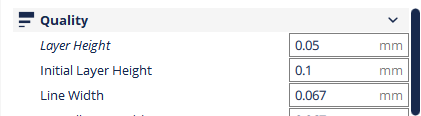 Quality
Layer Height 0.05 mm
Initial Layer Height 0.1 mm
Line Width 0.067 mm